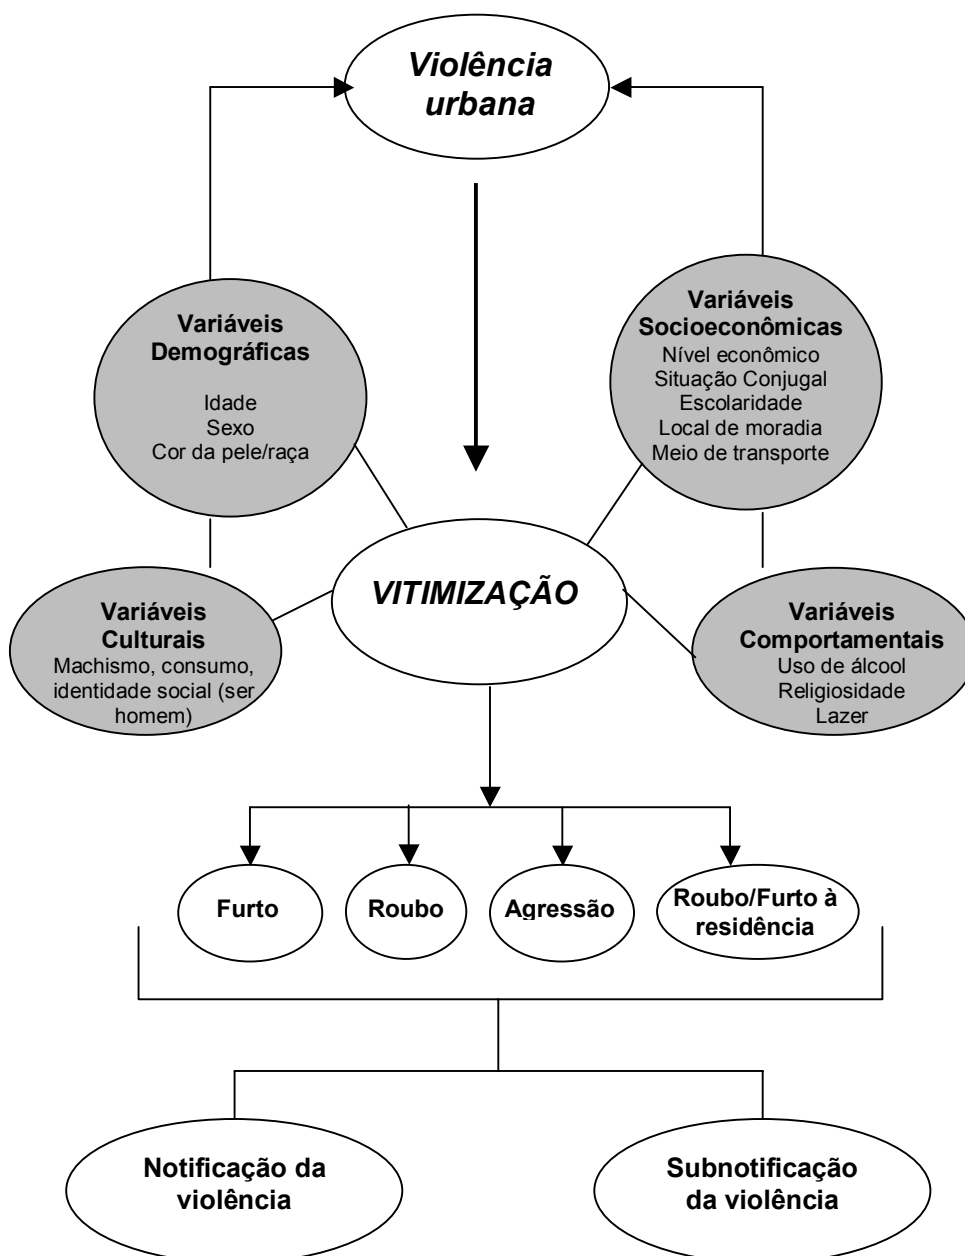 Violência
urbana
Variáveis
Demográficas
Idade
Sexo
Cor da pele/raça
Variáveis
Socioeconômicas
Nível econômico
Situação Conjugal
Escolaridade
Local de moradia
Meio de transporte
Variáveis
Culturais
Machismo, consumo,
identidade social (ser
homem)
VITIMIZAÇÃO
Variáveis
Comportamentais
Uso de álcool
Religiosidade
Lazer
Furto
Roubo
Agressão
Roubo/Furto à
residência
Notificação da
violência
Subnotificação
da violência